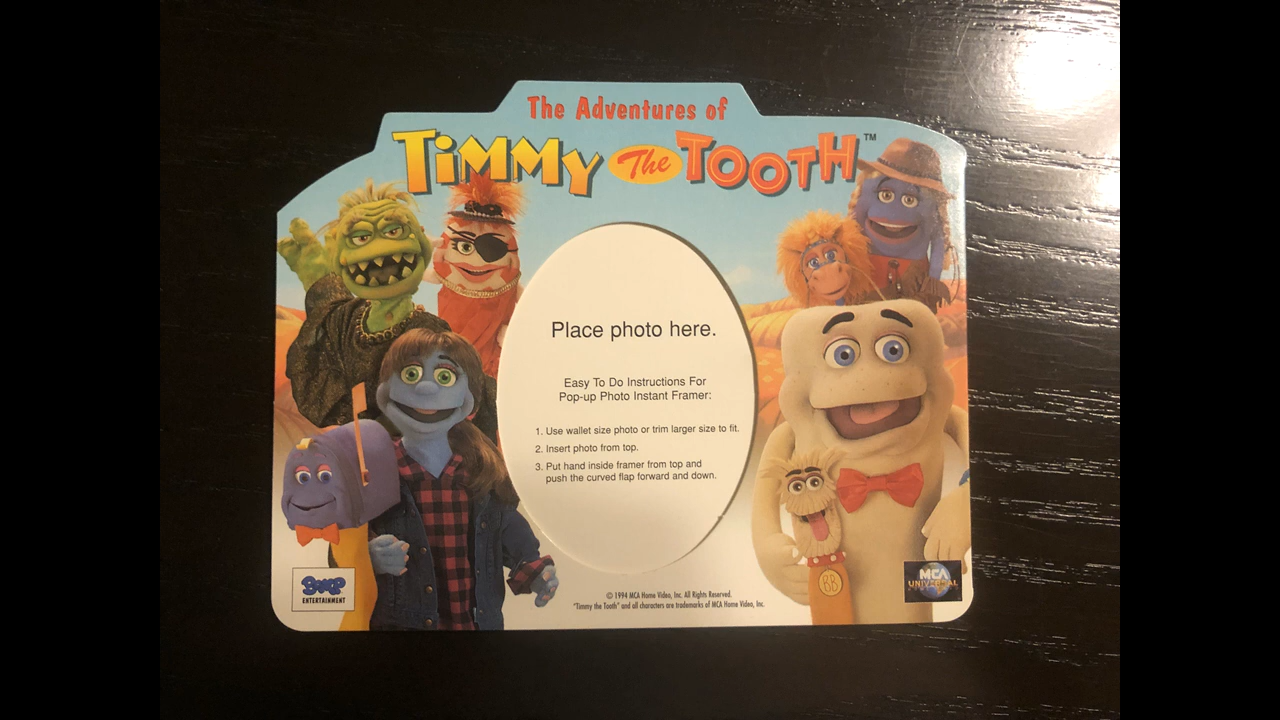 The Adventures of
TiMMY The TOOTH™
Place photo here.
Easy To Do Instructions For
Pop-up Photo Instant Framer:
1. Use wallet size photo or trim larger size to fit.
2. Insert photo from top.
3. Put hand inside framer from top and
push the curved flap forward and down.
BB
ENTERTAINMENT
MCA
UNIVERSAL
© 1994 MCA Home Video, Inc. All Rights Reserved.
"Timmy the Tooth" and all characters are trademarks of MCA Home Video, Inc.